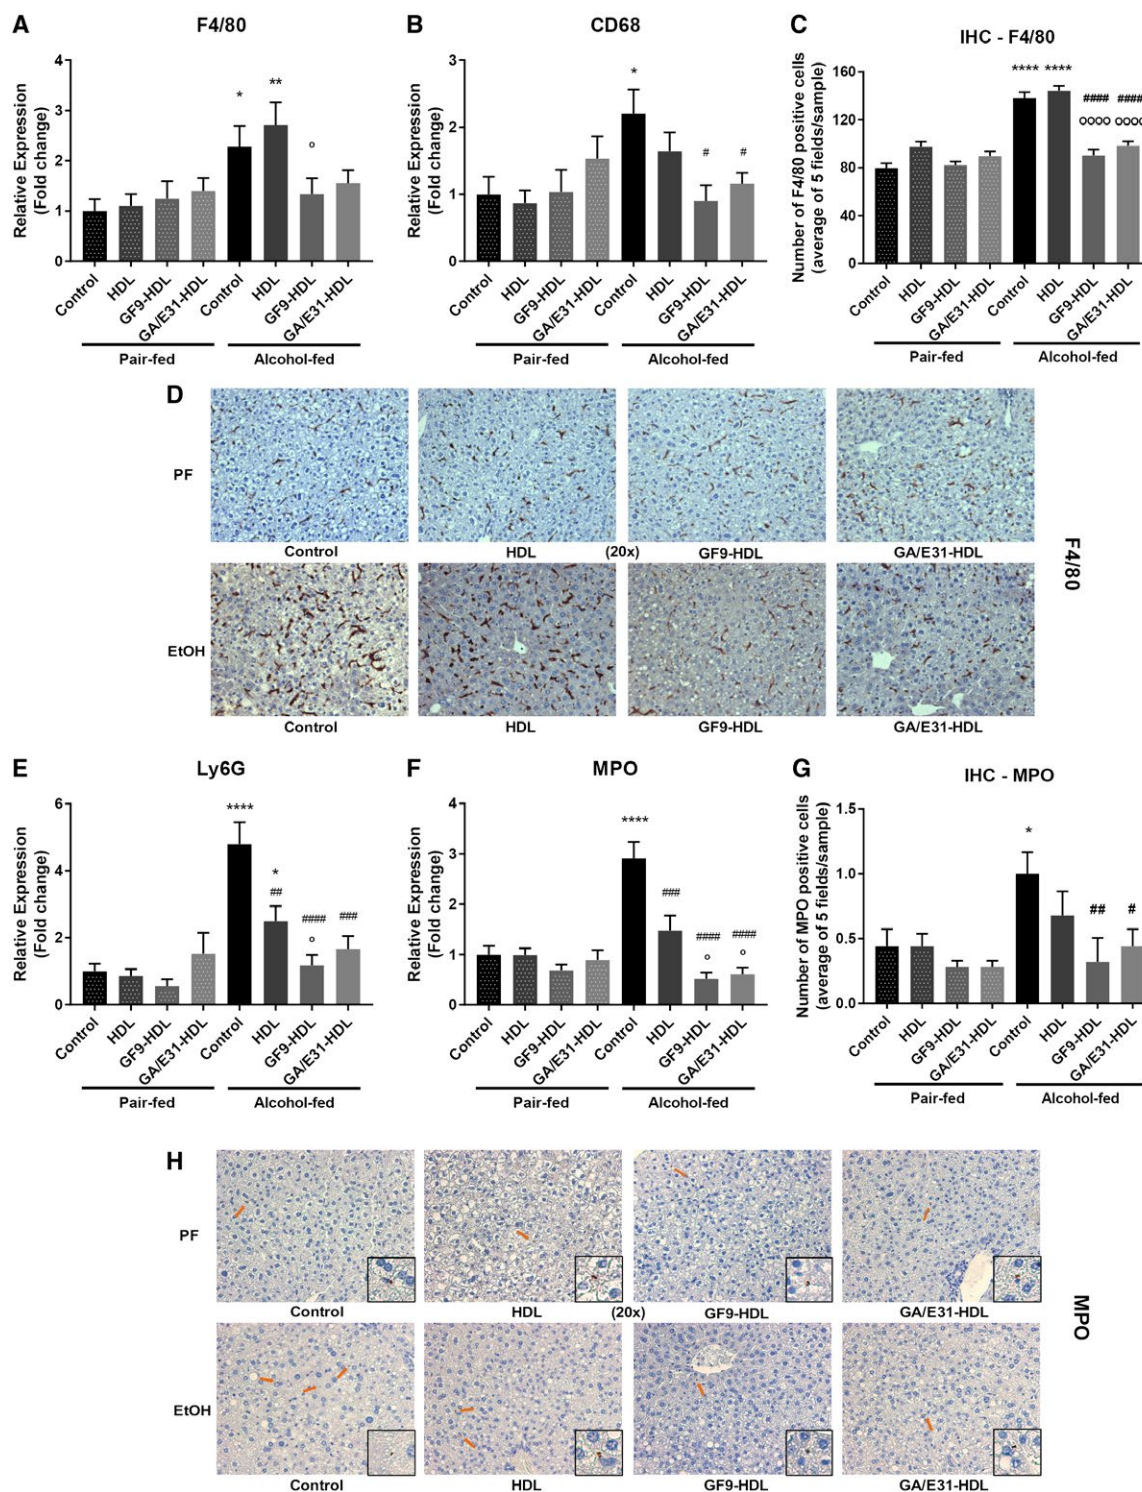 A
F4/80
Relative Expression
(Fold change)
4
3
2
1
0
*
**
°
Control
HDL
GF9-HDL
GA/E31-HDL
Control
HDL
GF9-HDL
GA/E31-HDL
Pair-fed
Alcohol-fed
B
CD68
Relative Expression
(Fold change)
3
2
1
0
*
#
#
Control
HDL
GF9-HDL
GA/E31-HDL
Control
HDL
GF9-HDL
GA/E31-HDL
Pair-fed
Alcohol-fed
C
IHC - F4/80
Number of F4/80 positive cells
(average of 5 fields/sample)
160
120
80
40
0
**** ****
#### ####
°°°° °°°°
Control
HDL
GF9-HDL
GA/E31-HDL
Control
HDL
GF9-HDL
GA/E31-HDL
Pair-fed
Alcohol-fed
D
PF
Control
HDL
(20x)
GF9-HDL
GA/E31-HDL
EtOH
Control
HDL
GF9-HDL
GA/E31-HDL
F4/80
E
Ly6G
Relative Expression
(Fold change)
6
4
2
0
****
*
##
####
°
###
Control
HDL
GF9-HDL
GA/E31-HDL
Control
HDL
GF9-HDL
GA/E31-HDL
Pair-fed
Alcohol-fed
F
MPO
Relative Expression
(Fold change)
4
3
2
1
0
****
###
####
°
####
°
Control
HDL
GF9-HDL
GA/E31-HDL
Control
HDL
GF9-HDL
GA/E31-HDL
Pair-fed
Alcohol-fed
G
IHC - MPO
Number of MPO positive cells
(average of 5 fields/sample)
1.5
1.0
0.5
0.0
*
##
#
Control
HDL
GF9-HDL
GA/E31-HDL
Control
HDL
GF9-HDL
GA/E31-HDL
Pair-fed
Alcohol-fed
H
PF
Control
HDL
(20x)
GF9-HDL
GA/E31-HDL
EtOH
Control
HDL
GF9-HDL
GA/E31-HDL
MPO